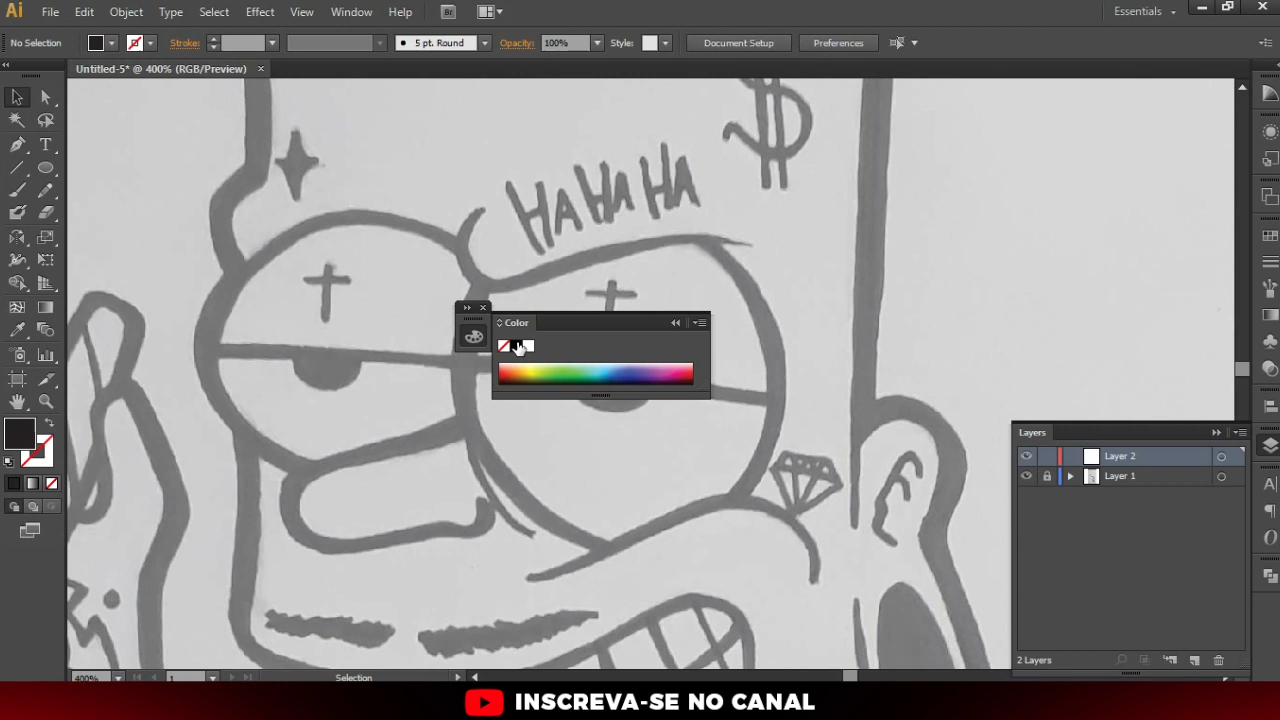 Ai File Edit Object Type Select Effect View Window Help Br Essentials
No Selection Stroke: 5 pt. Round Opacity: 100% Style: Document Setup Preferences
Untitled-5* @ 400% (RGB/Preview)
$
HAHAHA
Color
Layers
Layer 2
Layer 1
2 Layers
400% 1 Selection
INSCREVA-SE NO CANAL